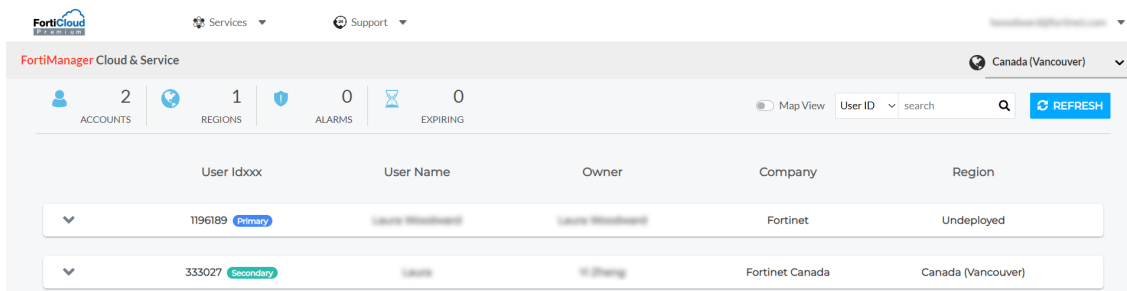 FortiCloud Services Support
Premium
FortiManager Cloud & Service Canada (Vancouver)
2 1 0 0
Map View User ID search REFRESH
ACCOUNTS REGIONS ALARMS EXPIRING
User Idxxx User Name Owner Company Region
1196189 Primary Fortinet Undeployed
333027 Secondary Fortinet Canada Canada (Vancouver)